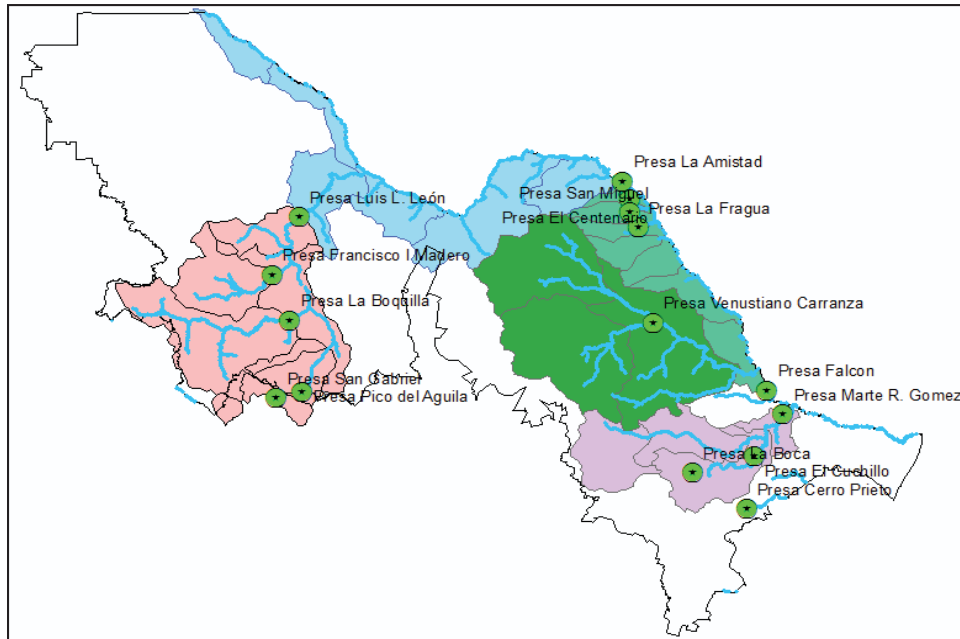 Presa La Amistad
Presa San Miguel
Presa Luis L. León
Presa La Fragua
Presa El Centenario
Presa Francisco I Madero
Presa La Boquilla
Presa Venustiano Carranza
Presa Falcon
Presa San Gabriel
Presa Marte R. Gomez
Presa Pico del Aguila
Presa La Boca
Presa El Cuchillo
Presa Cerro Prieto